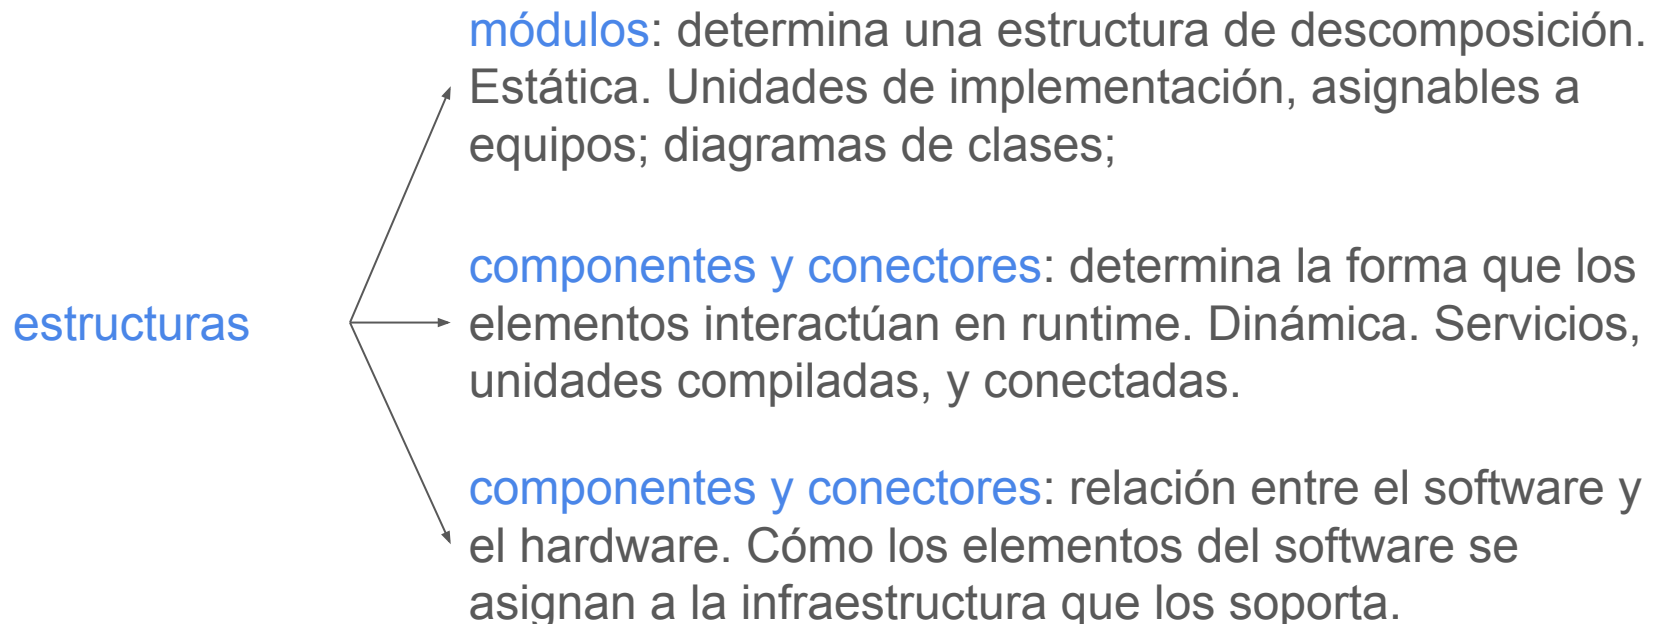 módulos: determina una estructura de descomposición.
Estática. Unidades de implementación, asignables a
equipos; diagramas de clases;
estructuras
componentes y conectores: determina la forma que los
elementos interactúan en runtime. Dinámica. Servicios,
unidades compiladas, y conectadas.
componentes y conectores: relación entre el software y
el hardware. Cómo los elementos del software se
asignan a la infraestructura que los soporta.